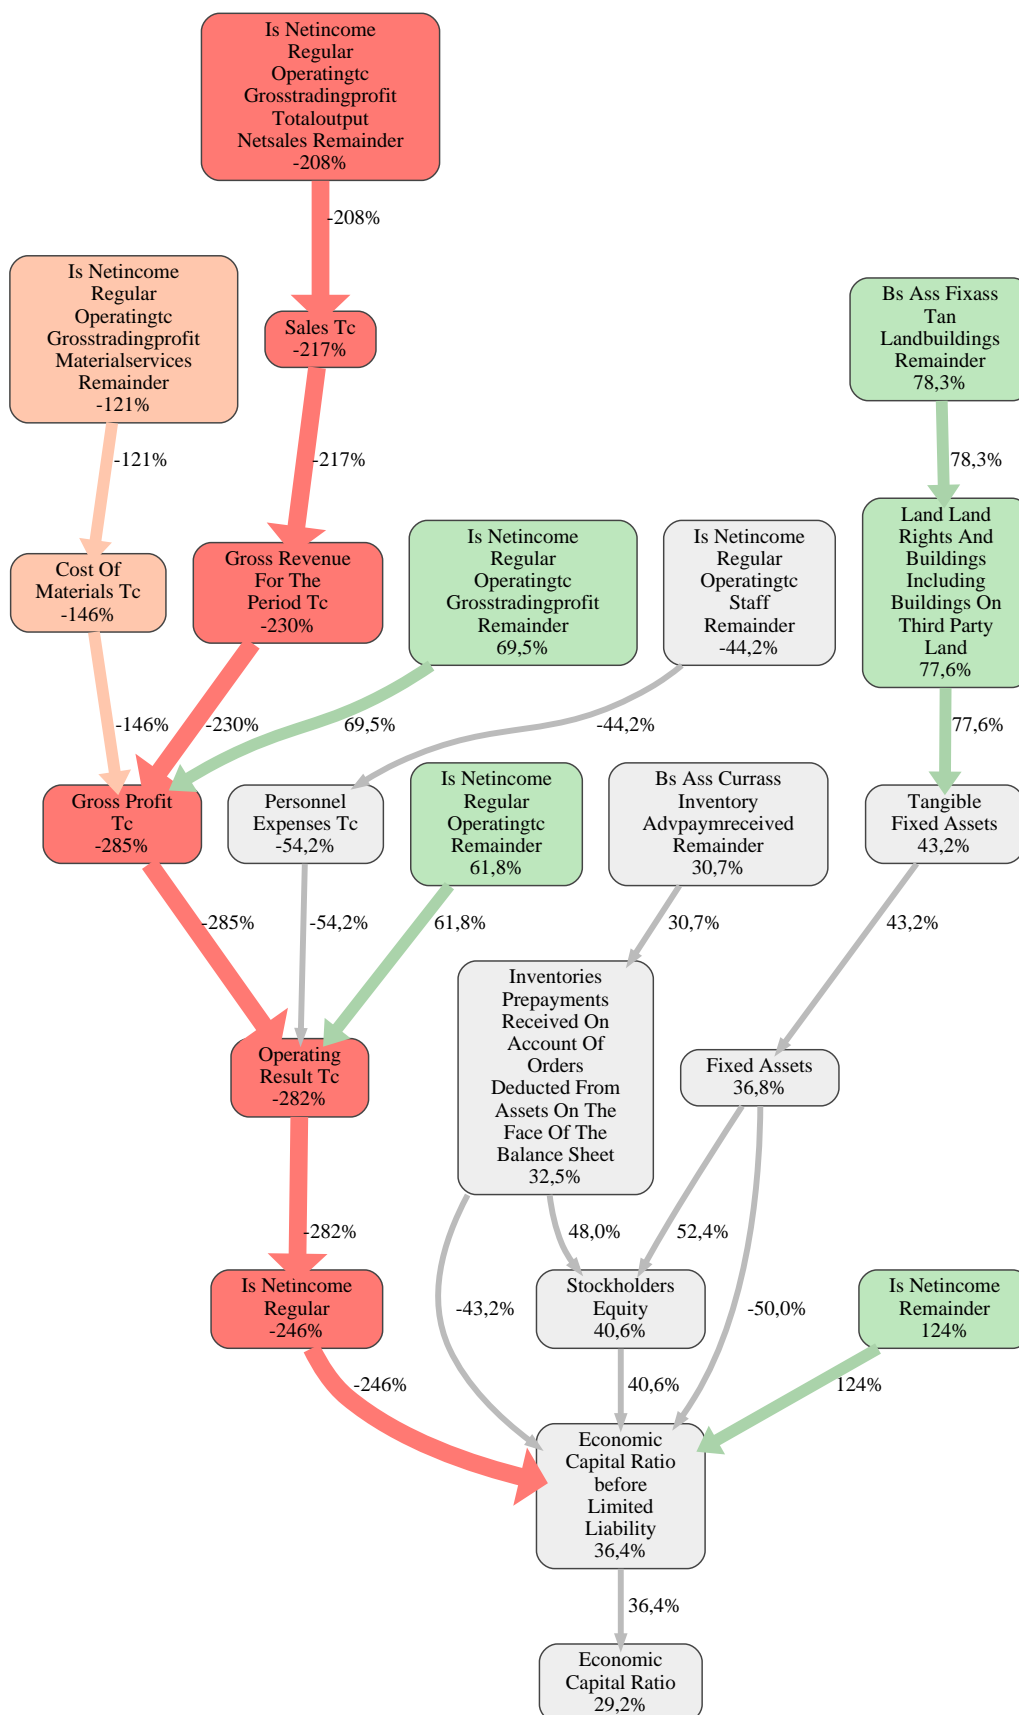 Is Netincome
Regular
Operatingtc
Grosstradingprofit
Totaloutput
Netsales Remainder
-208%
-208%
Is Netincome
Regular
Operatingtc
Grosstradingprofit
Materialservices
Remainder
-121%
Sales Tc
-217%
Bs Ass Fixass
Tan
Landbuildings
Remainder
78,3%
-121%
-217%
78,3%
Cost Of
Materials Tc
-146%
Gross Revenue
For The
Period Tc
-230%
Is Netincome
Regular
Operatingtc
Grosstradingprofit
Remainder
69,5%
Is Netincome
Regular
Operatingtc
Staff
Remainder
-44,2%
Land Land
Rights And
Buildings
Including
Buildings On
Third Party
Land
77,6%
-146%
-230%
69,5%
-44,2%
77,6%
Gross Profit
Tc
-285%
Personnel
Expenses Tc
-54,2%
Is Netincome
Regular
Operatingtc
Remainder
61,8%
Bs Ass Currass
Inventory
Advpaymreceived
Remainder
30,7%
Tangible
Fixed Assets
43,2%
-285%
-54,2%
61,8%
30,7%
43,2%
Operating
Result Tc
-282%
Inventories
Prepayments
Received On
Account Of
Orders
Deducted From
Assets On The
Face Of The
Balance Sheet
32,5%
Fixed Assets
36,8%
-282%
48,0%
52,4%
Is Netincome
Regular
-246%
-43,2%
Stockholders
Equity
40,6%
-50,0%
Is Netincome
Remainder
124%
-246%
40,6%
124%
Economic
Capital Ratio
before
Limited
Liability
36,4%
36,4%
Economic
Capital Ratio
29,2%